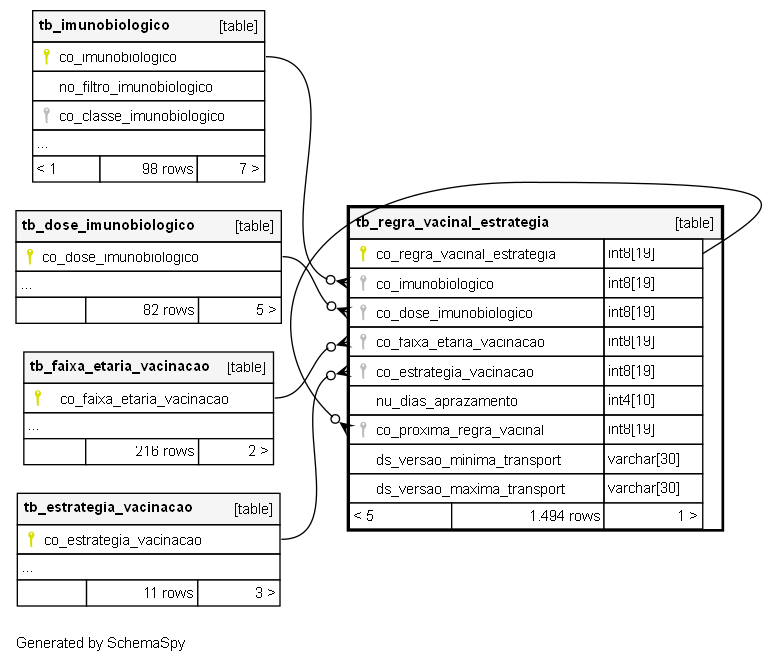 tb_imunobiologico [table]
co_imunobiologico
no_filtro_imunobiologico
co_classe_imunobiologico
...
< 1 98 rows 7 >
tb_dose_imunobiologico [table]
co_dose_imunobiologico
...
82 rows 5 >
tb_faixa_etaria_vacinacao [table]
co_faixa_etaria_vacinacao
...
216 rows 2 >
tb_estrategia_vacinacao [table]
co_estrategia_vacinacao
...
11 rows 3 >
tb_regra_vacinal_estrategia [table]
co_regra_vacinal_estrategia int8[19]
co_imunobiologico int8[19]
co_dose_imunobiologico int8[19]
co_faixa_etaria_vacinacao int8[19]
co_estrategia_vacinacao int8[19]
nu_dias_aprazamento int4[10]
co_proxima_regra_vacinal int8[19]
ds_versao_minima_transport varchar[30]
ds_versao_maxima_transport varchar[30]
< 5 1.494 rows 1 >
Generated by SchemaSpy